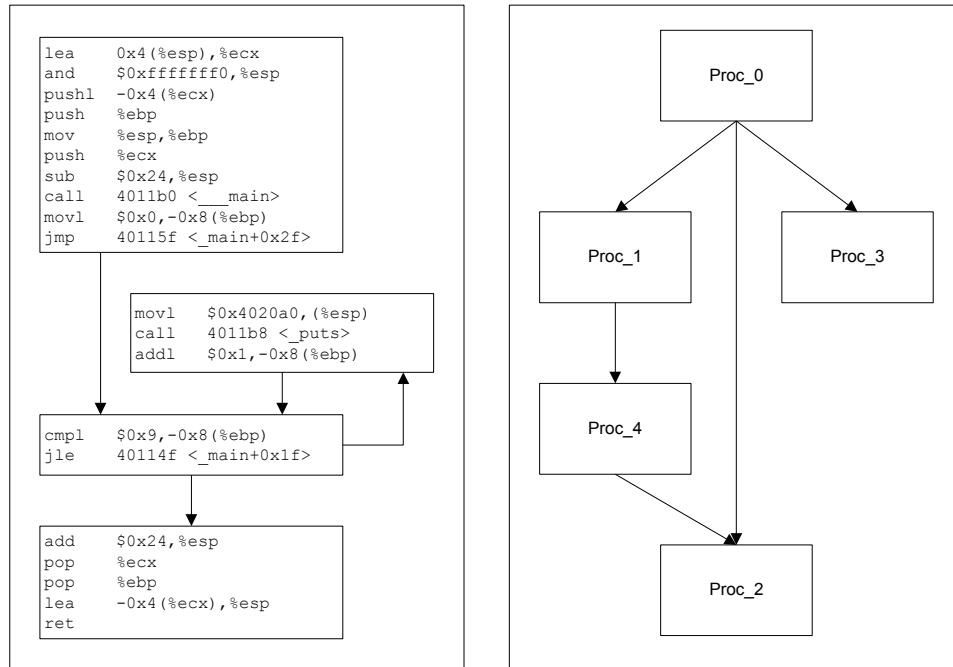 lea 0x4(%esp),%ecx
and $0xfffffff0,%esp
pushl -0x4(%ecx)
push %ebp
mov %esp,%ebp
push %ecx
sub $0x24,%esp
call 4011b0 <___main>
movl $0x0,-0x8(%ebp)
jmp 40115f <_main+0x2f>
movl $0x4020a0,(%esp)
call 4011b8 <_puts>
addl $0x1,-0x8(%ebp)
cmpl $0x9,-0x8(%ebp)
jle 40114f <_main+0x1f>
add $0x24,%esp
pop %ecx
pop %ebp
lea -0x4(%ecx),%esp
ret
Proc_0
Proc_1
Proc_3
Proc_4
Proc_2